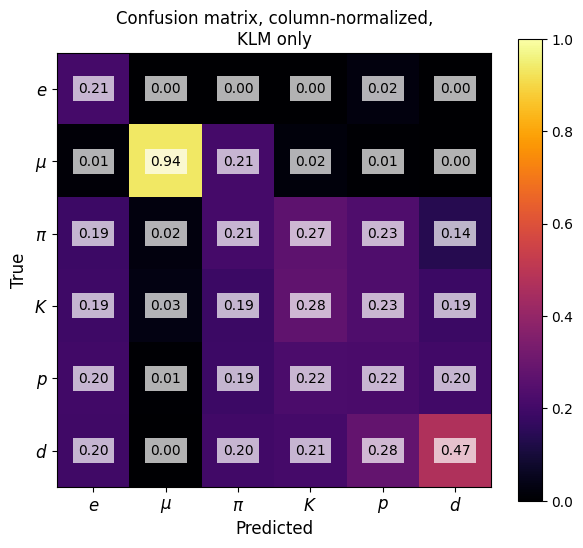 Confusion matrix, column-normalized,
KLM only
True
e 0.21 0.00 0.00 0.00 0.02 0.00
μ 0.01 0.94 0.21 0.02 0.01 0.00
π 0.19 0.02 0.21 0.27 0.23 0.14
K 0.19 0.03 0.19 0.28 0.23 0.19
p 0.20 0.01 0.19 0.22 0.22 0.20
d 0.20 0.00 0.20 0.21 0.28 0.47
e μ π K p d
Predicted
1.0
0.8
0.6
0.4
0.2
0.0